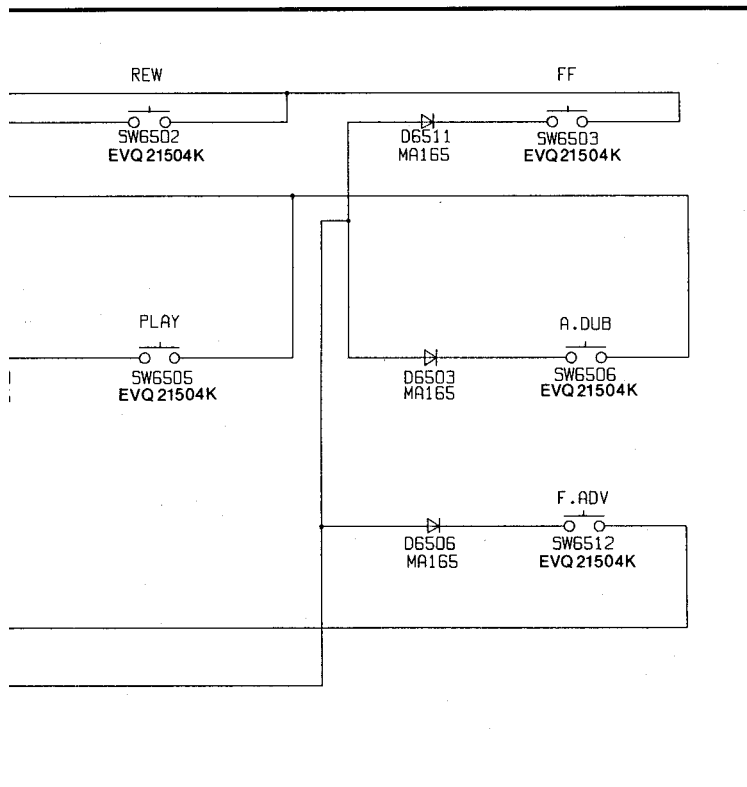 REW
SW6502
EVQ21504K
FF
D6511
MA165
SW6503
EVQ21504K
PLAY
SW6505
EVQ21504K
A.DUB
D6503
MA165
SW6506
EVQ21504K
F.ADV
D6506
MA165
SW6512
EVQ21504K